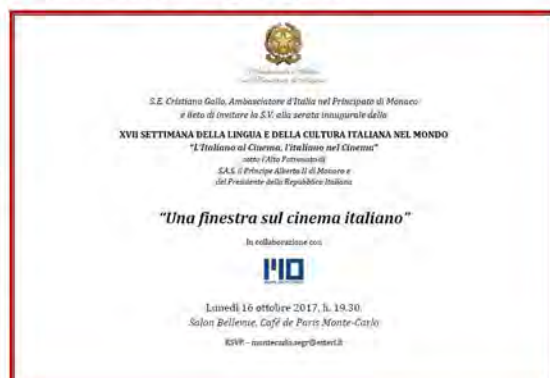 S.E. Cristiano Gallo, Ambasciatore d'Italia nel Principato di Monaco
è lieto di invitare la S.V. alla serata inaugurale della
XVII SETTIMANA DELLA LINGUA E DELLA CULTURA ITALIANA NEL MONDO
"L'Italiano al Cinema, l'italiano nel Cinema"
sotto l'Alto Patronato di
S.A.S. il Principe Alberto II di Monaco e
del Presidente della Repubblica Italiana
"Una finestra sul cinema italiano"
In collaborazione con
Lunedì 16 ottobre 2017, h. 19.30
Salon Bellevue, Café de Paris Monte-Carlo
RSVP – montecarlo.segr@esteri.it